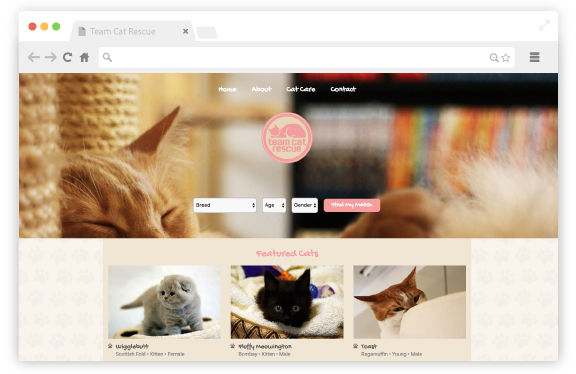 Team Cat Rescue
Home About Cat Care Contact
team cat
rescue
Breed Age Gender Find My Match
Featured Cats
Wigglebutt Fluffy Meowington Toast
Scottish Fold • Kitten • Female Bombay • Kitten • Male Ragamuffin • Young • Male